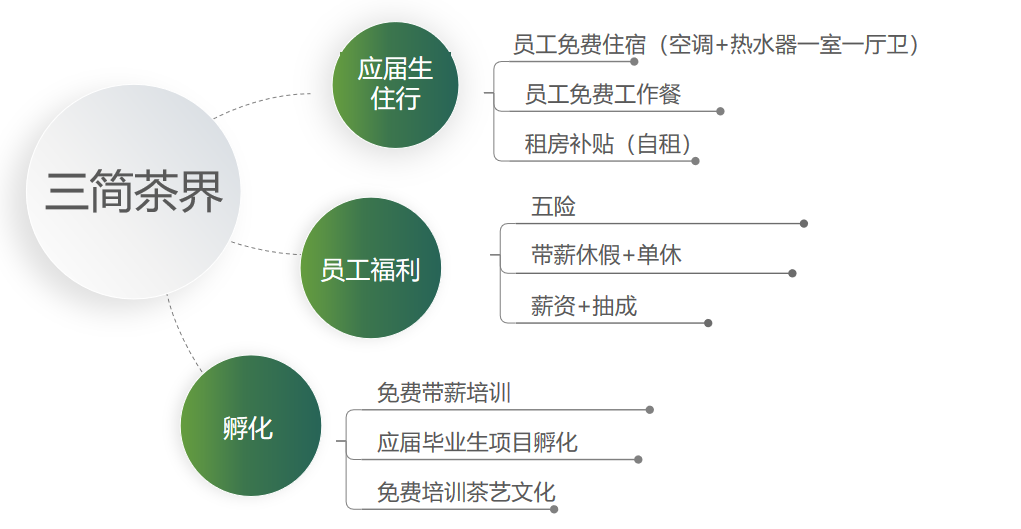 三简茶界
应届生
住行
员工免费住宿（空调+热水器一室一厅卫）
员工免费工作餐
租房补贴（自租）
员工福利
五险
带薪休假+单休
薪资+抽成
孵化
免费带薪培训
应届毕业生项目孵化
免费培训茶艺文化